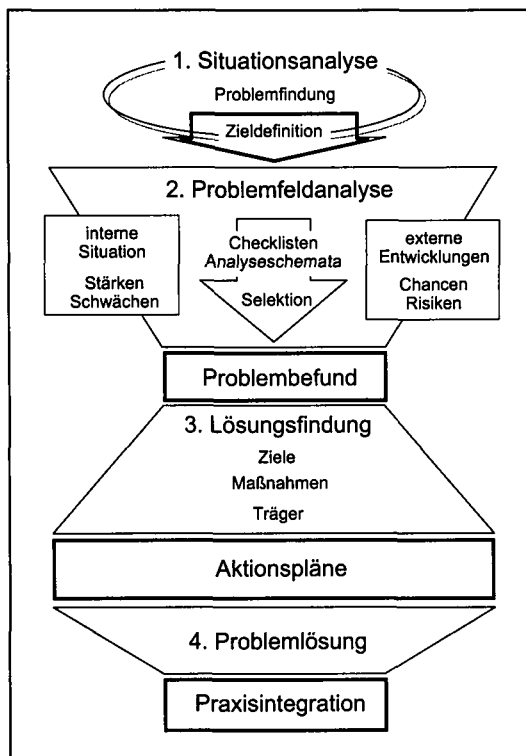 1. Situationsanalyse
Problemfindung
Zieldefinition
2. Problemfeldanalyse
interne
Situation
Stärken
Schwächen
Checklisten
Analyseschemata
Selektion
externe
Entwicklungen
Chancen
Risiken
Problembefund
3. Lösungsfindung
Ziele
Maßnahmen
Träger
Aktionspläne
4. Problemlösung
Praxisintegration